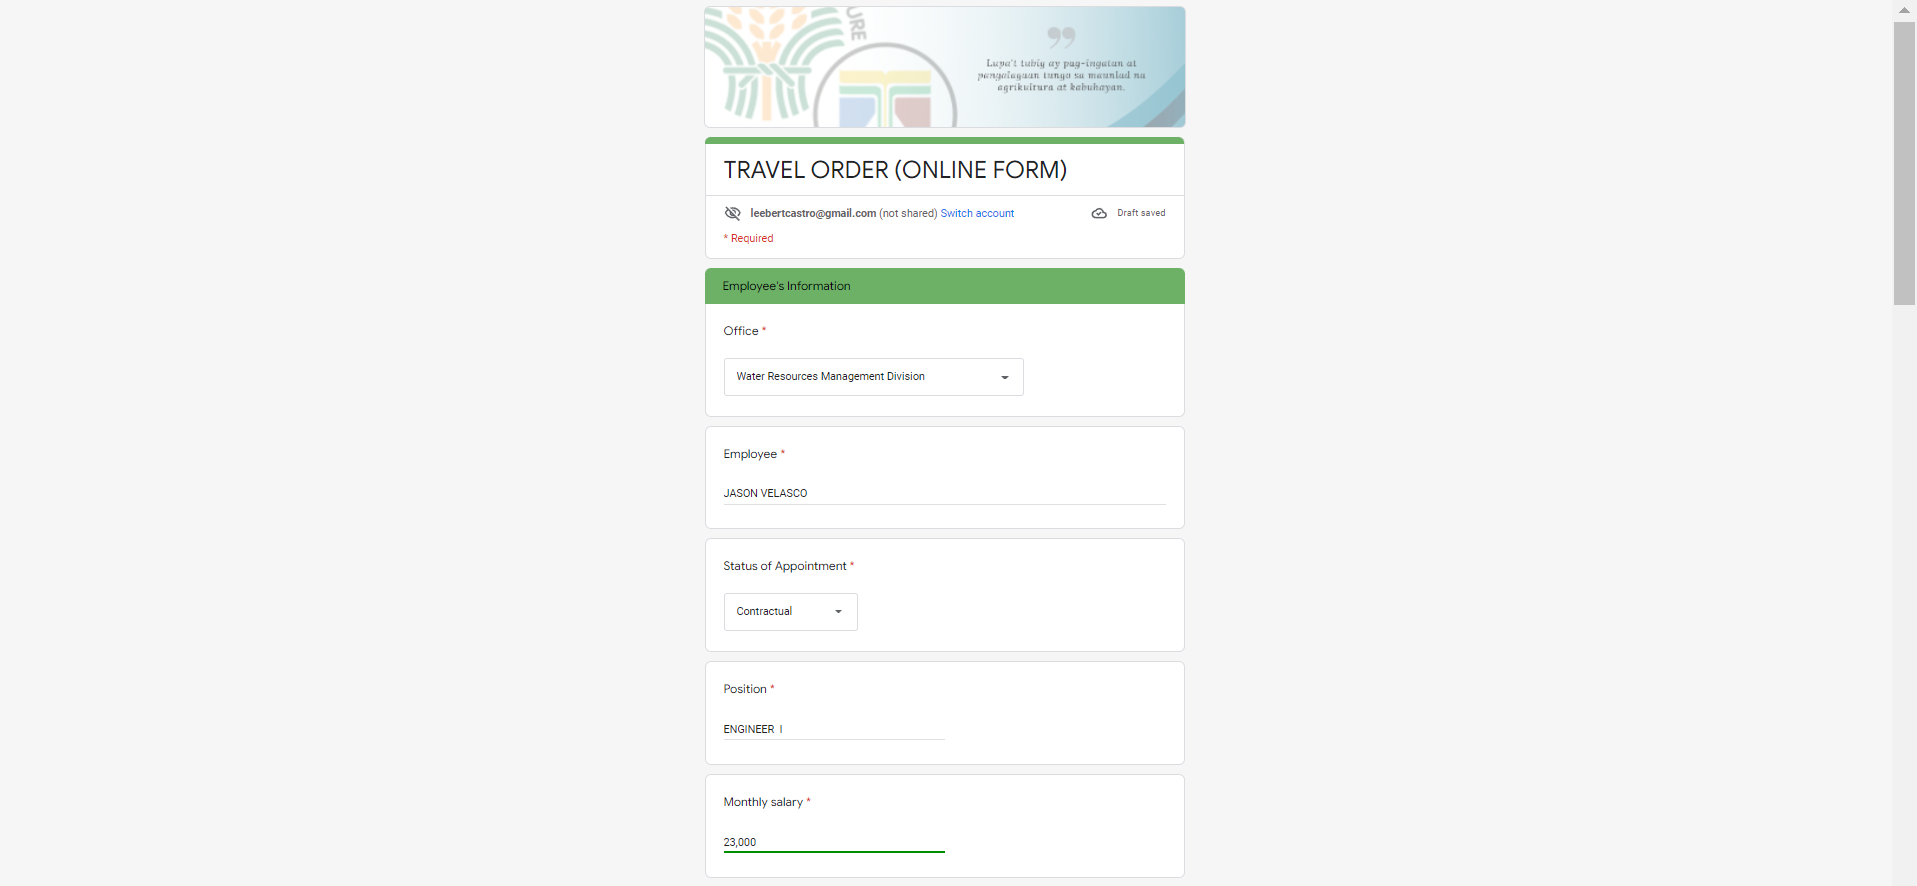 URE
Lupa't tubig ay pag-ingatan at
pangalagaan tungo sa maunlad na
agrikultura at kabuhayan.
TRAVEL ORDER (ONLINE FORM)
leebertcastro@gmail.com (not shared) Switch account
Draft saved
* Required
Employee's Information
Office *
Water Resources Management Division
Employee *
JASON VELASCO
Status of Appointment *
Contractual
Position *
ENGINEER I
Monthly salary *
23,000